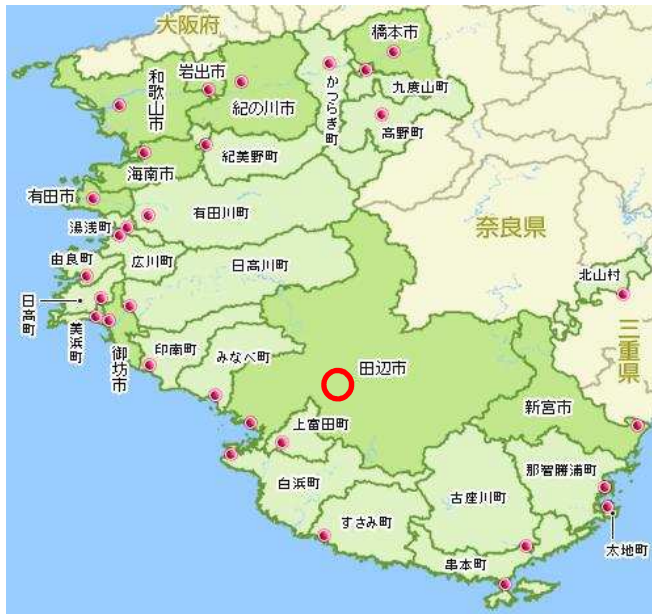 大阪府
橋本市
岩出市
和歌山市
紀の川市
かつらぎ町
九度山町
高野町
紀美野町
海南市
有田市
有田川町
湯浅町
奈良県
由良町
広川町
日高川町
北山村
日高町
美浜町
御坊市
印南町
みなべ町
三重県
田辺市
新宮市
上富田町
那智勝浦町
白浜町
古座川町
すさみ町
太地町
串本町